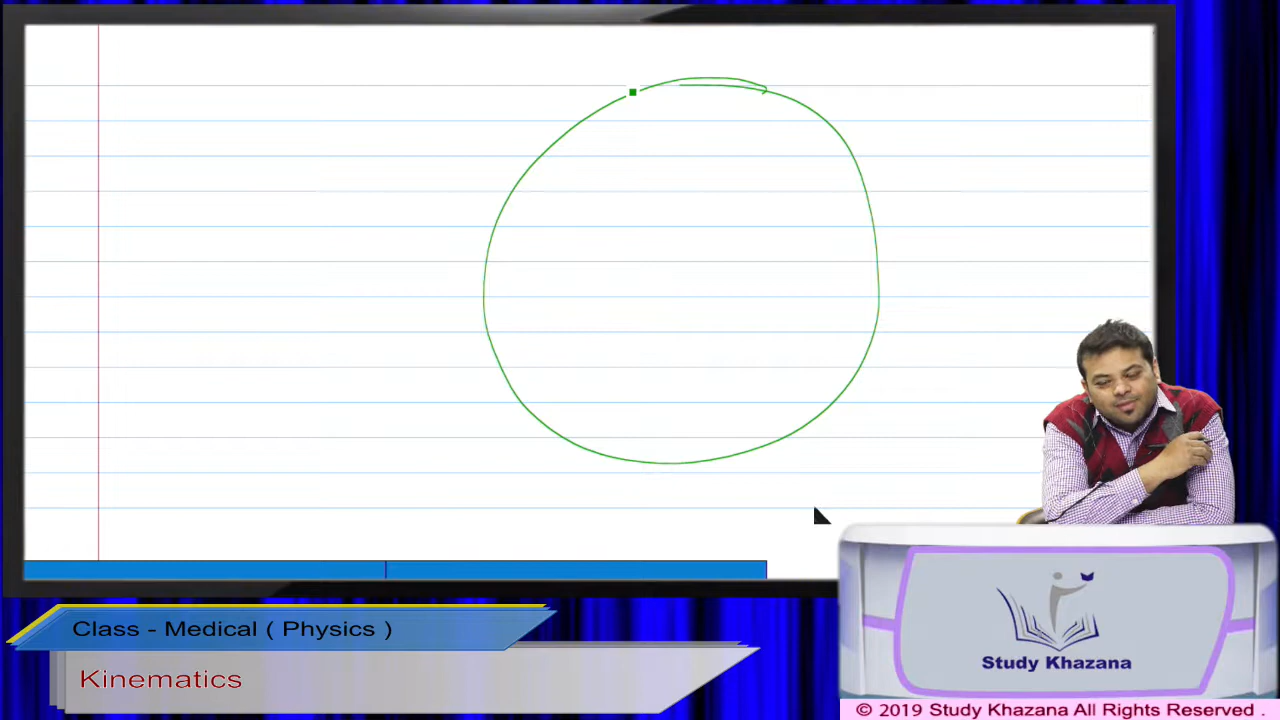 Class - Medical ( Physics )
Kinematics
Study Khazana
© 2019 Study Khazana All Rights Reserved .